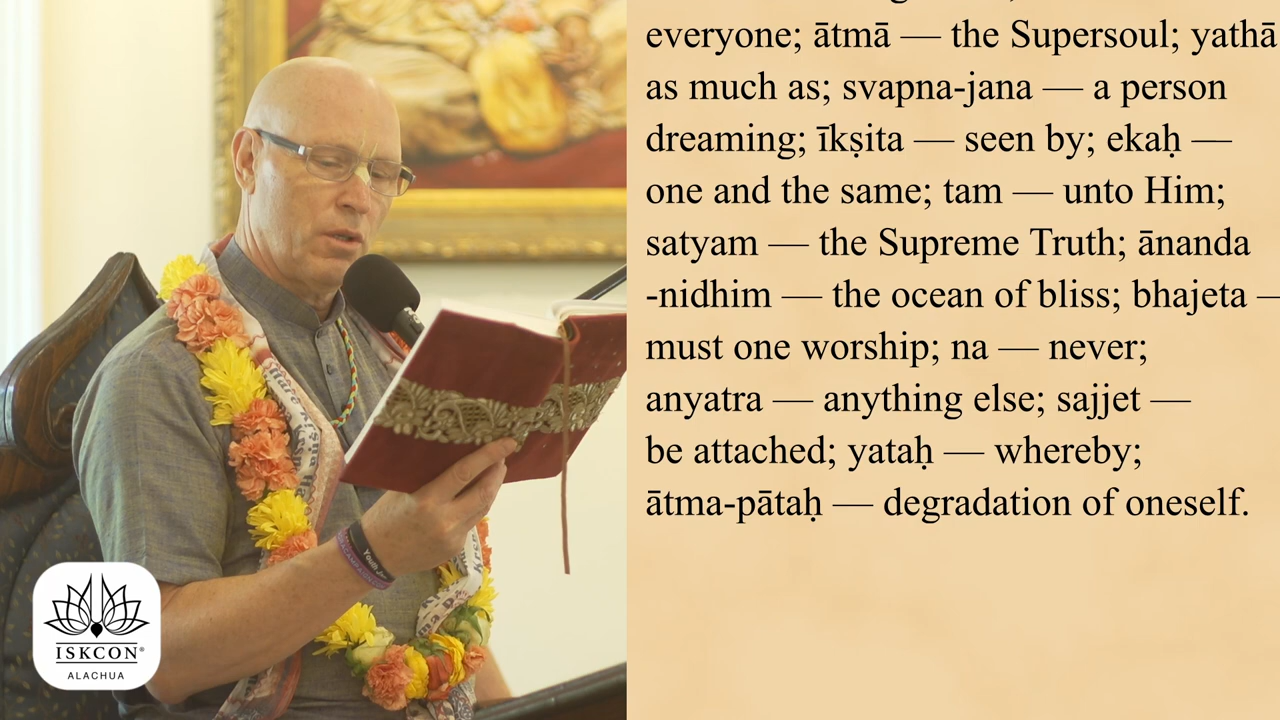 everyone; ātmā — the Supersoul; yathā
as much as; svapna-jana — a person
dreaming; īkṣita — seen by; ekaḥ —
one and the same; tam — unto Him;
satyam — the Supreme Truth; ānanda
-nidhim — the ocean of bliss; bhajeta —
must one worship; na — never;
anyatra — anything else; sajjet —
be attached; yataḥ — whereby;
ātma-pātaḥ — degradation of oneself.
ISKCON®
ALACHUA
Youth